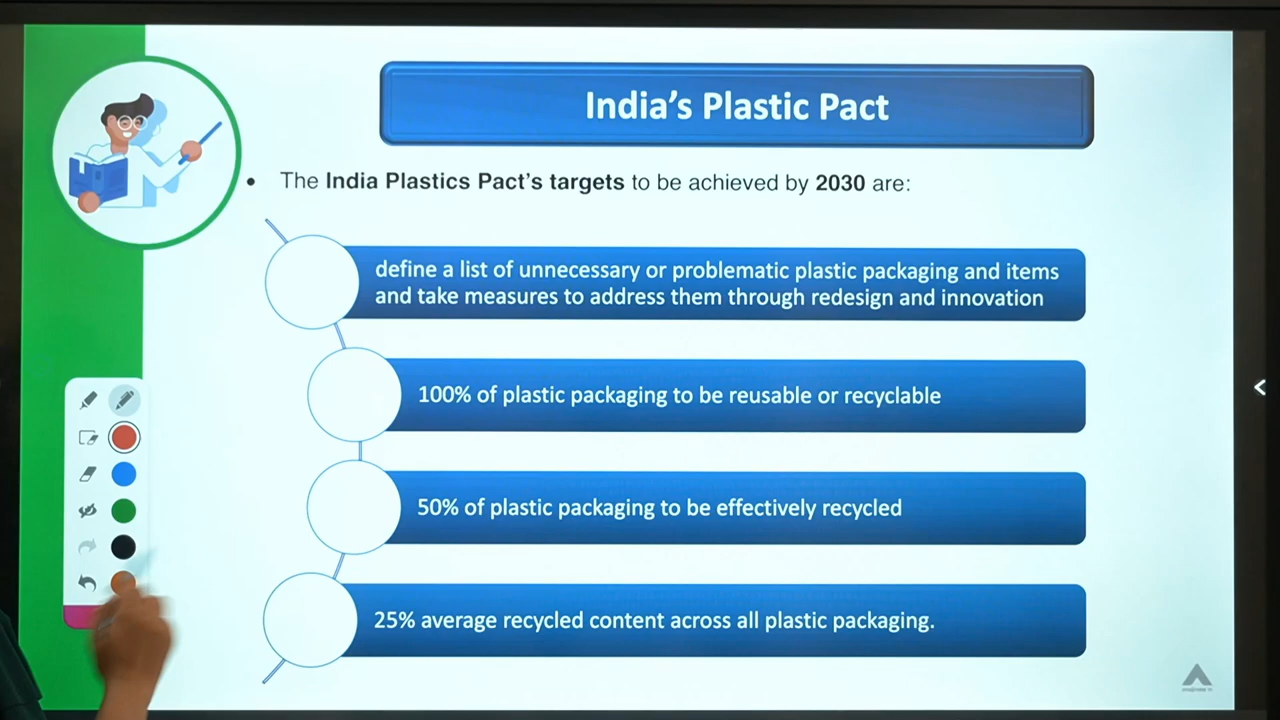 India’s Plastic Pact
• The India Plastics Pact’s targets to be achieved by 2030 are:
define a list of unnecessary or problematic plastic packaging and items
and take measures to address them through redesign and innovation
100% of plastic packaging to be reusable or recyclable
50% of plastic packaging to be effectively recycled
25% average recycled content across all plastic packaging.